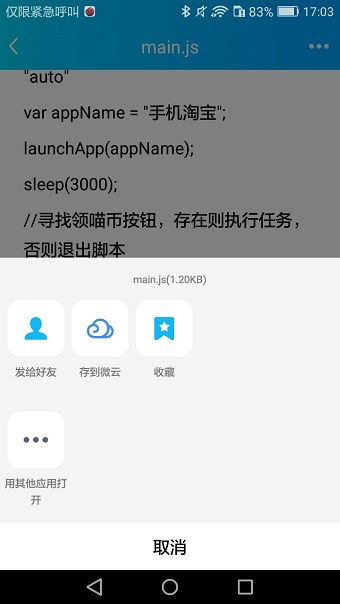 仅限紧急呼叫 83% 17:03
main.js
"auto"
var appName = "手机淘宝";
launchApp(appName);
sleep(3000);
//寻找领喵币按钮，存在则执行任务，
否则退出脚本
main.js(1.20KB)
发给好友 存到微云 收藏
用其他应用打
开
取消